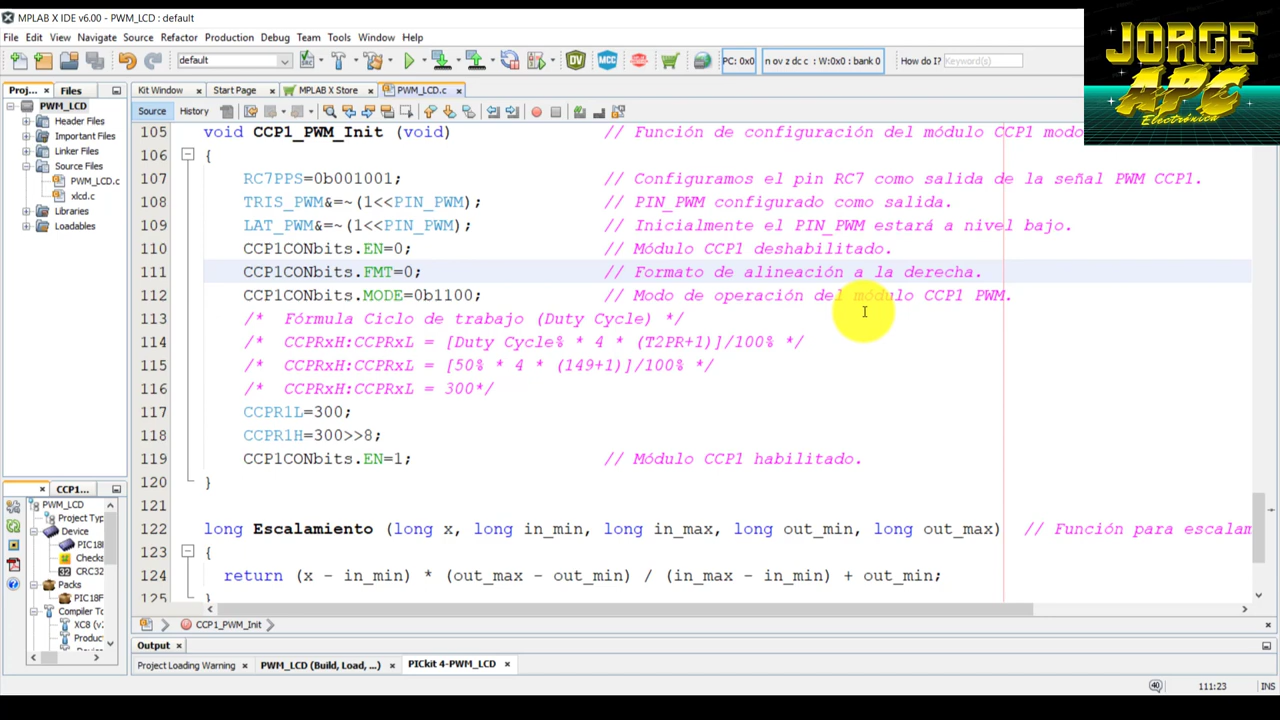 MPLAB X IDE v6.00 - PWM_LCD : default
File Edit View Navigate Source Refactor Production Debug Team Tools Window Help
default
PC: 0x0
n ov z dc c : W:0x0 : bank 0
How do I?
Keyword(s)
JORGE
APC
Electrónica
Proj...
Files
Kit Window
Start Page
MPLAB X Store
PWM_LCD.c
Source
History
PWM_LCD
Header Files
Important Files
Linker Files
Source Files
PWM_LCD.c
xlcd.c
Libraries
Loadables
105 void CCP1_PWM_Init (void) // Función de configuración del módulo CCP1 modo
106 {
107 RC7PPS=0b001001; // Configuramos el pin RC7 como salida de la señal PWM CCP1.
108 TRIS_PWM&=~(1<<PIN_PWM); // PIN_PWM configurado como salida.
109 LAT_PWM&=~(1<<PIN_PWM); // Inicialmente el PIN_PWM estará a nivel bajo.
110 CCP1CONbits.EN=0; // Módulo CCP1 deshabilitado.
111 CCP1CONbits.FMT=0; // Formato de alineación a la derecha.
112 CCP1CONbits.MODE=0b1100; // Modo de operación del módulo CCP1 PWM.
113 /* Fórmula Ciclo de trabajo (Duty Cycle) */
114 /* CCPRxH:CCPRxL = [Duty Cycle% * 4 * (T2PR+1)]/100% */
115 /* CCPRxH:CCPRxL = [50% * 4 * (149+1)]/100% */
116 /* CCPRxH:CCPRxL = 300*/
117 CCPR1L=300;
118 CCPR1H=300>>8;
119 CCP1CONbits.EN=1; // Módulo CCP1 habilitado.
120 }
121
122 long Escalamiento (long x, long in_min, long in_max, long out_min, long out_max) // Función para escalam
123 {
124 return (x - in_min) * (out_max - out_min) / (in_max - in_min) + out_min;
125 }
CCP1...
PWM_LCD
Project Typ
Device
PIC18
Checks
CRC32
Packs
PIC18F
Compiler To
XC8 (v
Produc
CCP1_PWM_Init
Output
Project Loading Warning
PWM_LCD (Build, Load, ...)
PICkit 4-PWM_LCD
111:23
INS